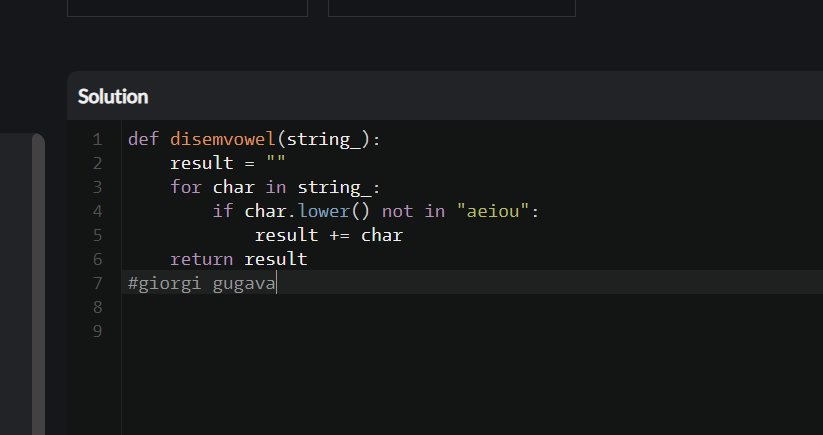 Solution
1 def disemvowel(string_):
2     result = ""
3     for char in string_:
4         if char.lower() not in "aeiou":
5             result += char
6     return result
7 #giorgi gugava
8
9